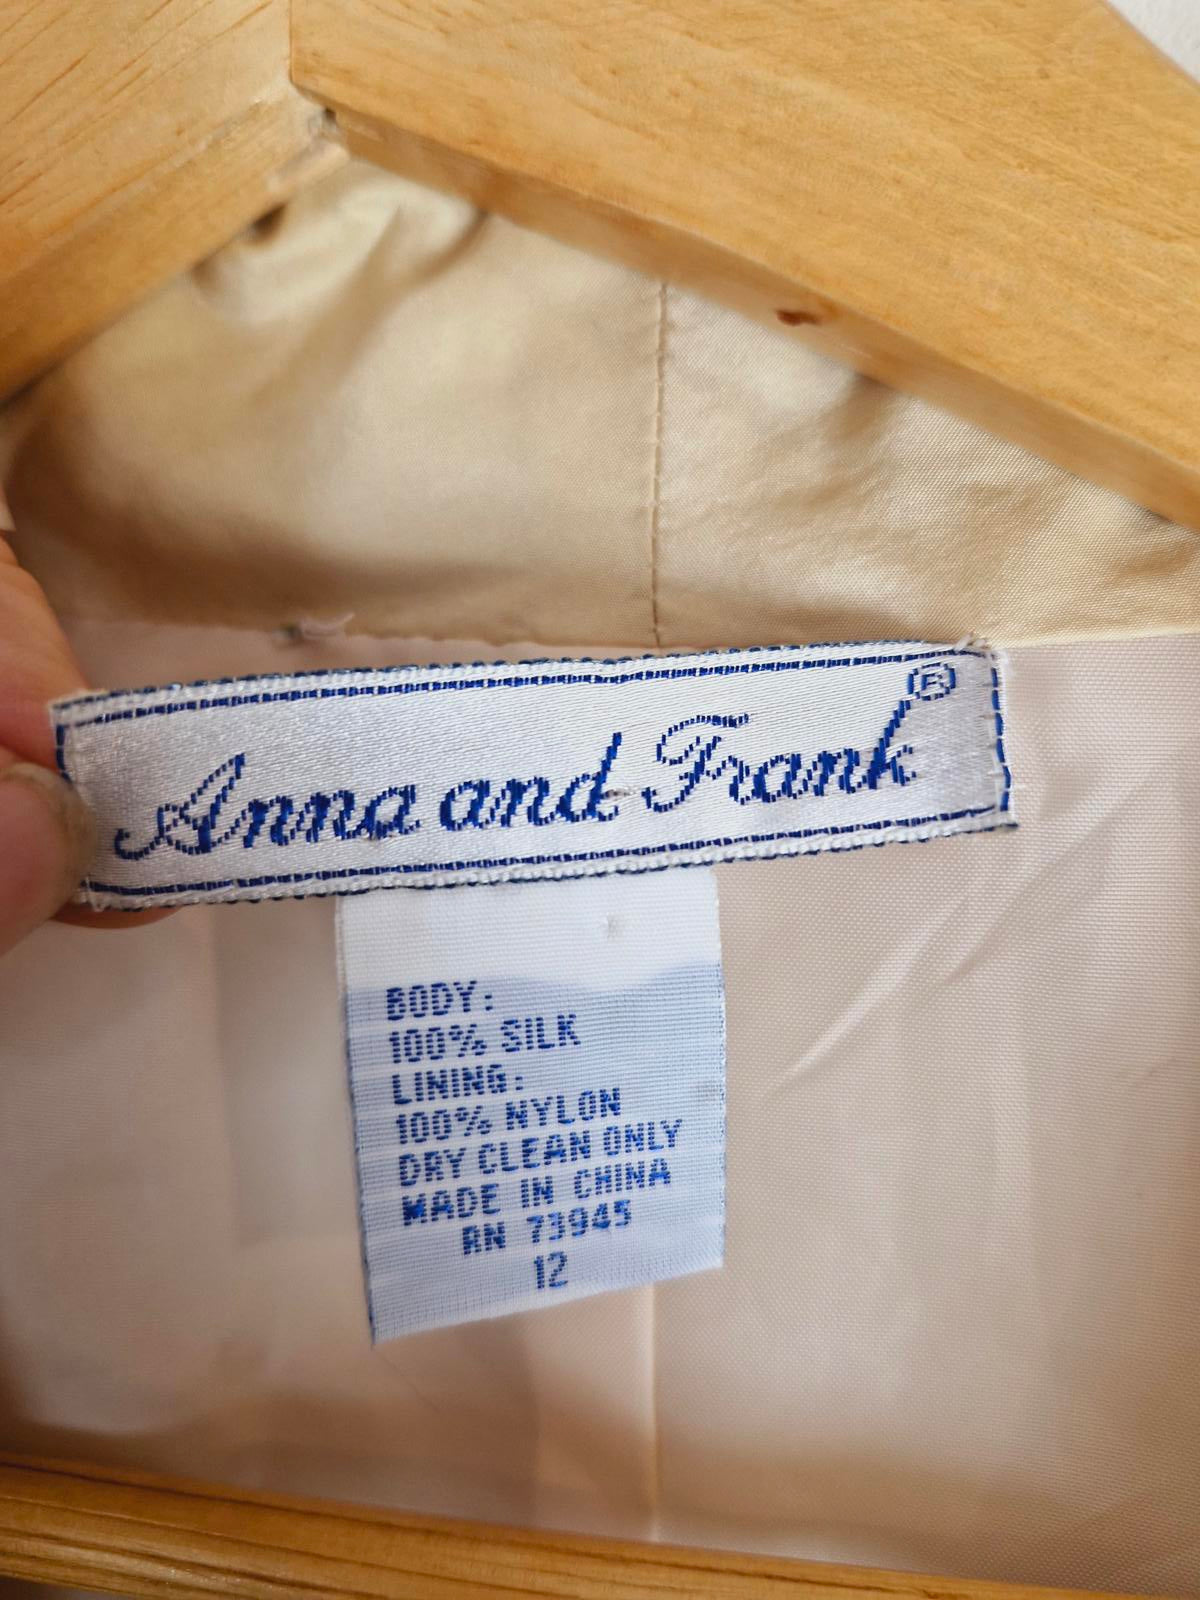 Anna and Frank®
BODY:
100% SILK
LINING:
100% NYLON
DRY CLEAN ONLY
MADE IN CHINA
RN 73945
12